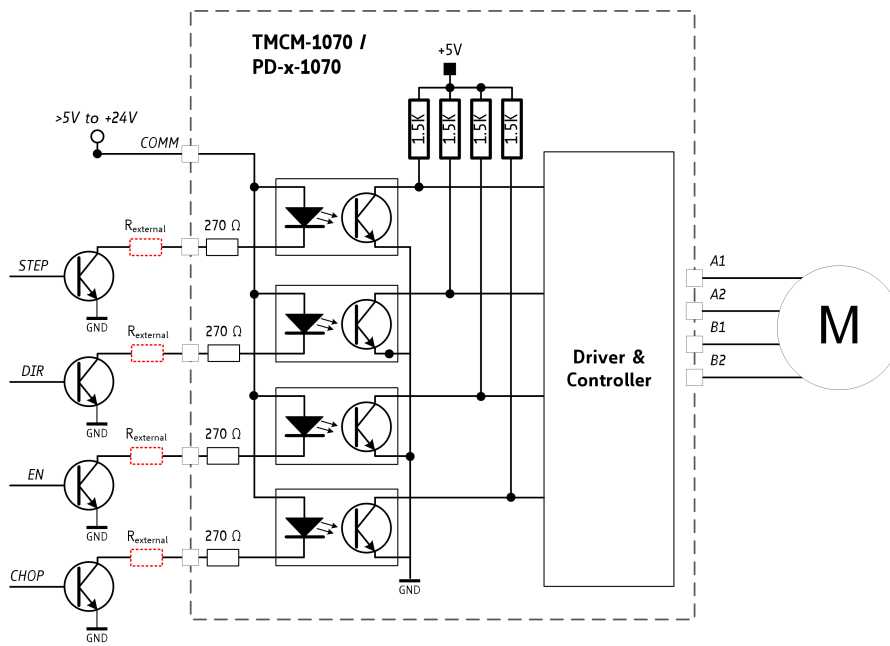 TMCM-1070 /
PD-x-1070
+5V
>5V to +24V
COMM
1.5K
1.5K
1.5K
1.5K
Rexternal
270 Ω
STEP
GND
A1
A2
B1
B2
M
Rexternal
270 Ω
DIR
GND
Driver &
Controller
Rexternal
270 Ω
EN
GND
Rexternal
270 Ω
CHOP
GND
GND